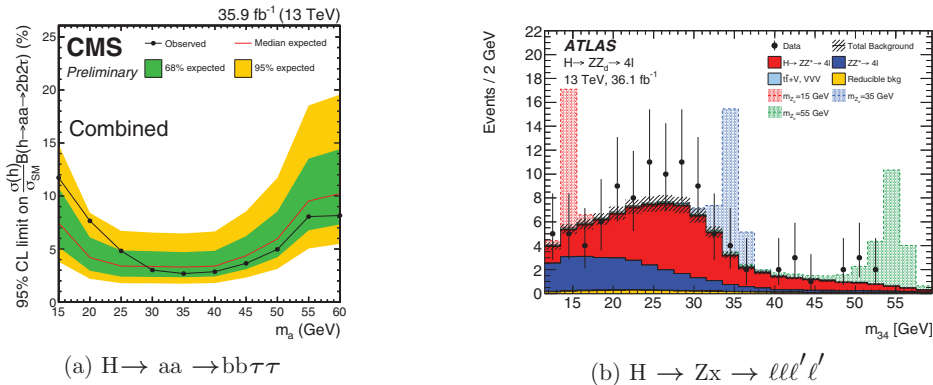 35.9 fb⁻¹ (13 TeV)
CMS
Preliminary
Observed
Median expected
68% expected
95% expected
Combined
95% CL limit on σ(h)/σSM B(h→aa→2b2τ) (%)
25
20
15
10
5
0
15 20 25 30 35 40 45 50 55 60
mₐ (GeV)
(a) H→ aa →bbττ
Events / 2 GeV
22
20
18
16
14
12
10
8
6
4
2
0
ATLAS
H→ ZZ_d → 4l
13 TeV, 36.1 fb⁻¹
Data
Total Background
H→ZZ*→4l
ZZ*→4l
tt̄+V, VVV
Reducible bkg
m_Zd=15 GeV
m_Zd=35 GeV
m_Zd=55 GeV
15 20 25 30 35 40 45 50 55
m₃₄ [GeV]
(b) H → Zx → ℓℓℓ′ℓ′